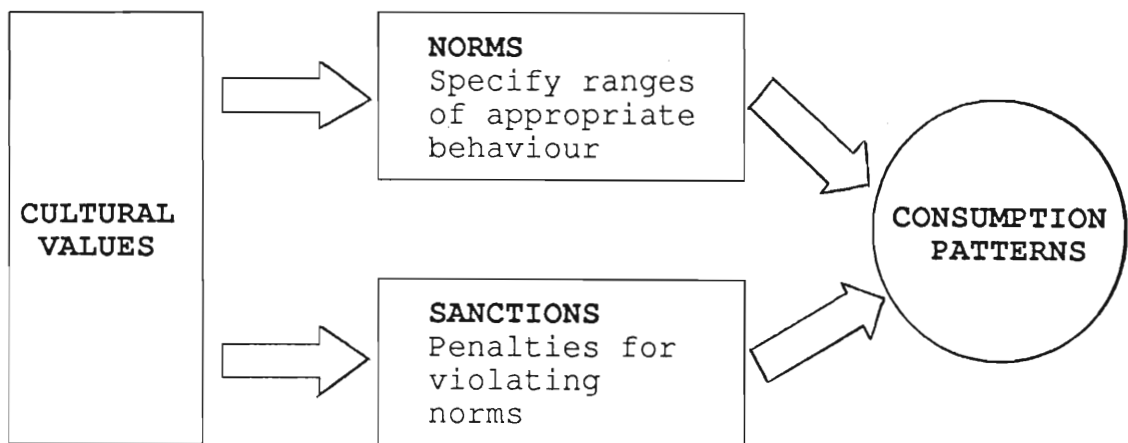 CULTURAL
VALUES
NORMS
Specify ranges
of appropriate
behaviour
SANCTIONS
Penalties for
violating
norms
CONSUMPTION
PATTERNS